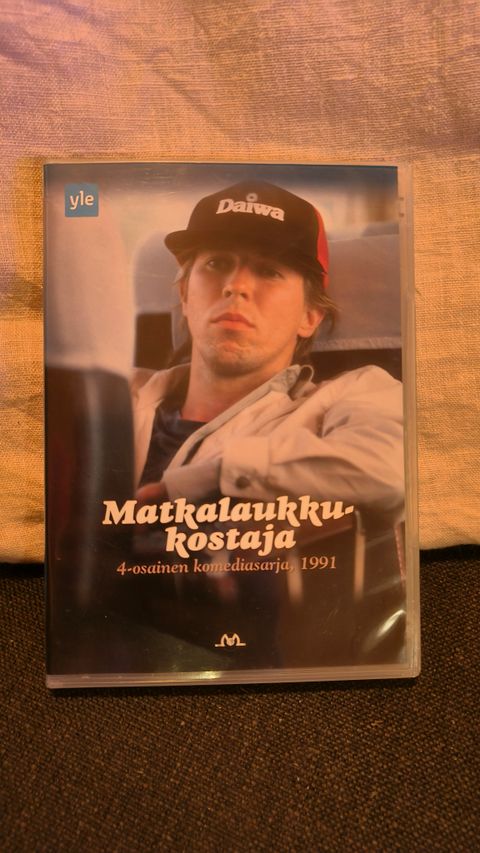 yle
Daiwa
Matkalaukku-
kostaja
4-osainen komediasarja, 1991